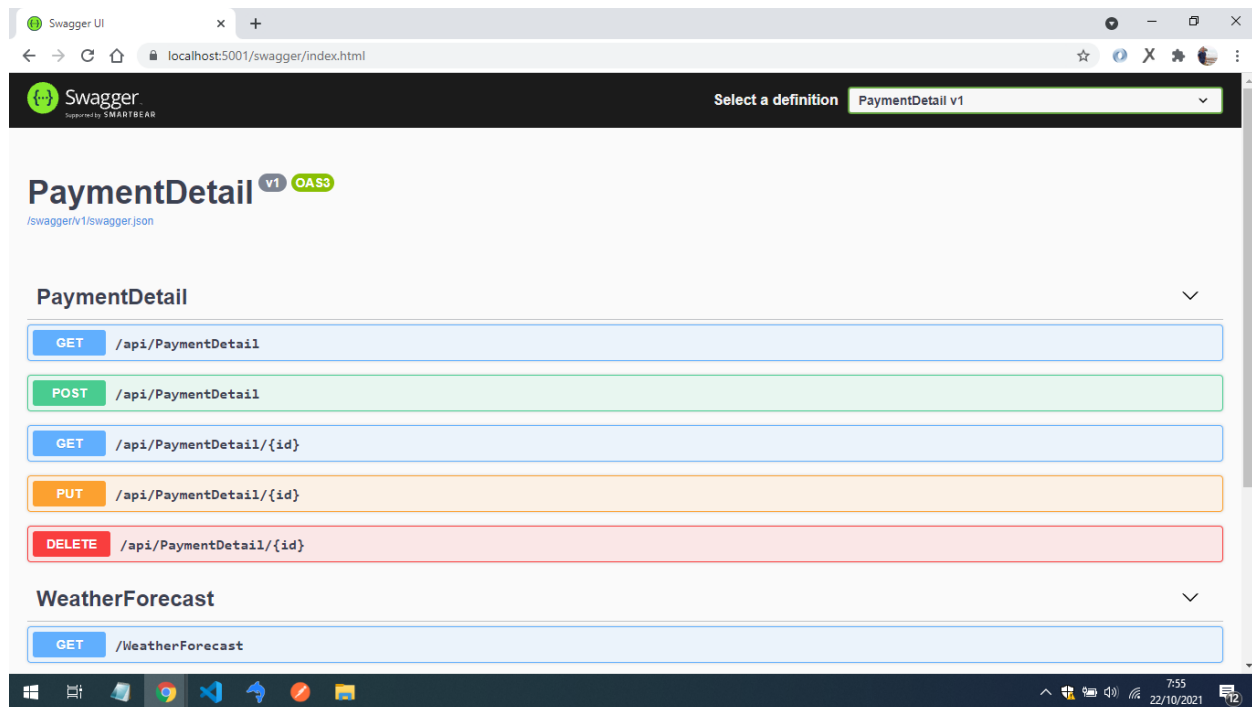 Swagger UI
localhost:5001/swagger/index.html
Swagger.
Supported by SMARTBEAR
Select a definition PaymentDetail v1
PaymentDetail v1 OAS3
/swagger/v1/swagger.json
PaymentDetail
GET /api/PaymentDetail
POST /api/PaymentDetail
GET /api/PaymentDetail/{id}
PUT /api/PaymentDetail/{id}
DELETE /api/PaymentDetail/{id}
WeatherForecast
GET /WeatherForecast
7:55
22/10/2021
12